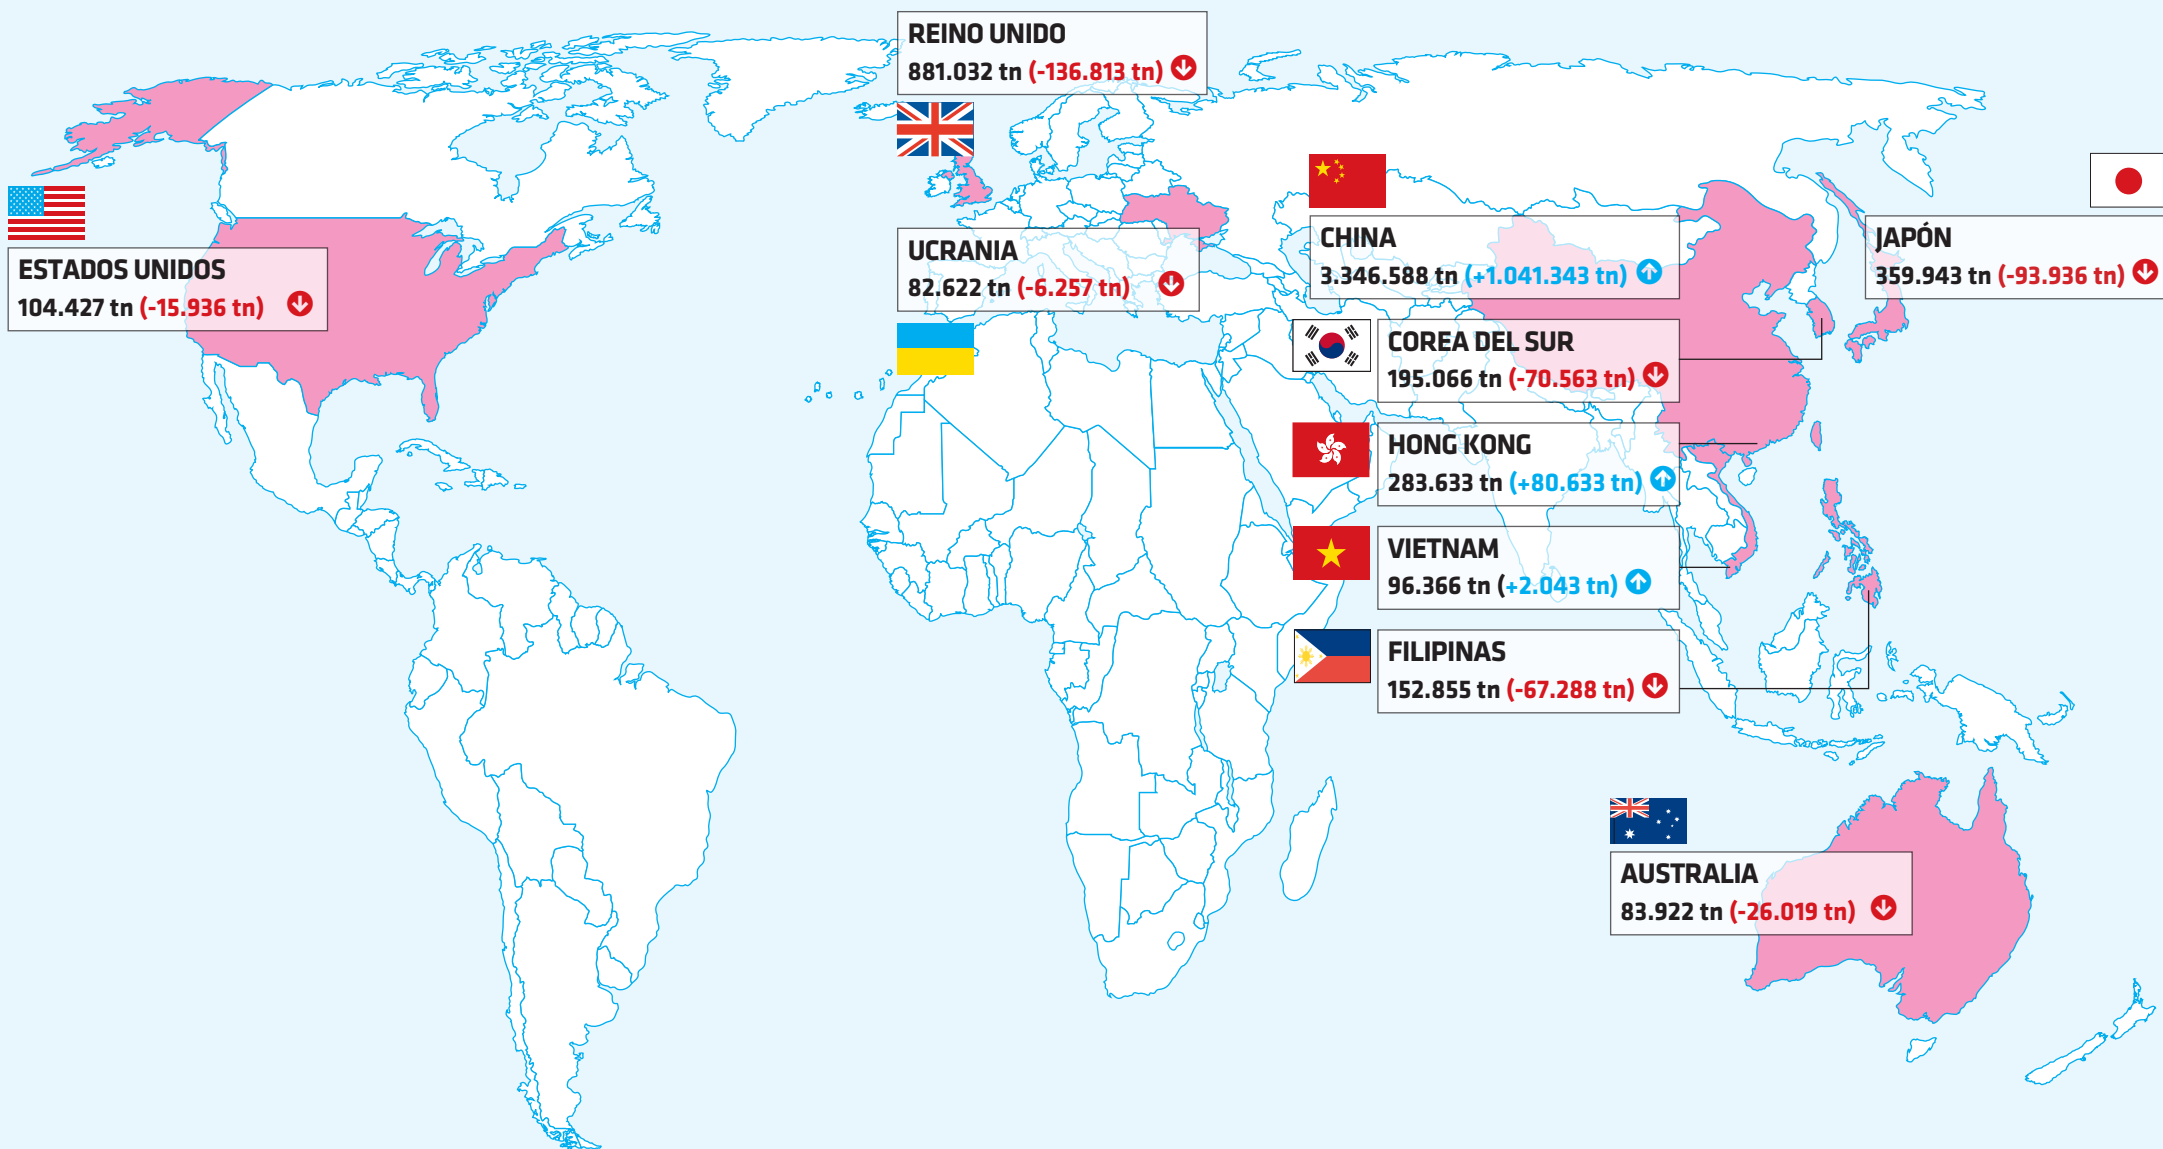 REINO UNIDO
881.032 tn (-136.813 tn)
ESTADOS UNIDOS
104.427 tn (-15.936 tn)
UCRANIA
82.622 tn (-6.257 tn)
CHINA
3.346.588 tn (+1.041.343 tn)
JAPÓN
359.943 tn (-93.936 tn)
COREA DEL SUR
195.066 tn (-70.563 tn)
HONG KONG
283.633 tn (+80.633 tn)
VIETNAM
96.366 tn (+2.043 tn)
FILIPINAS
152.855 tn (-67.288 tn)
AUSTRALIA
83.922 tn (-26.019 tn)